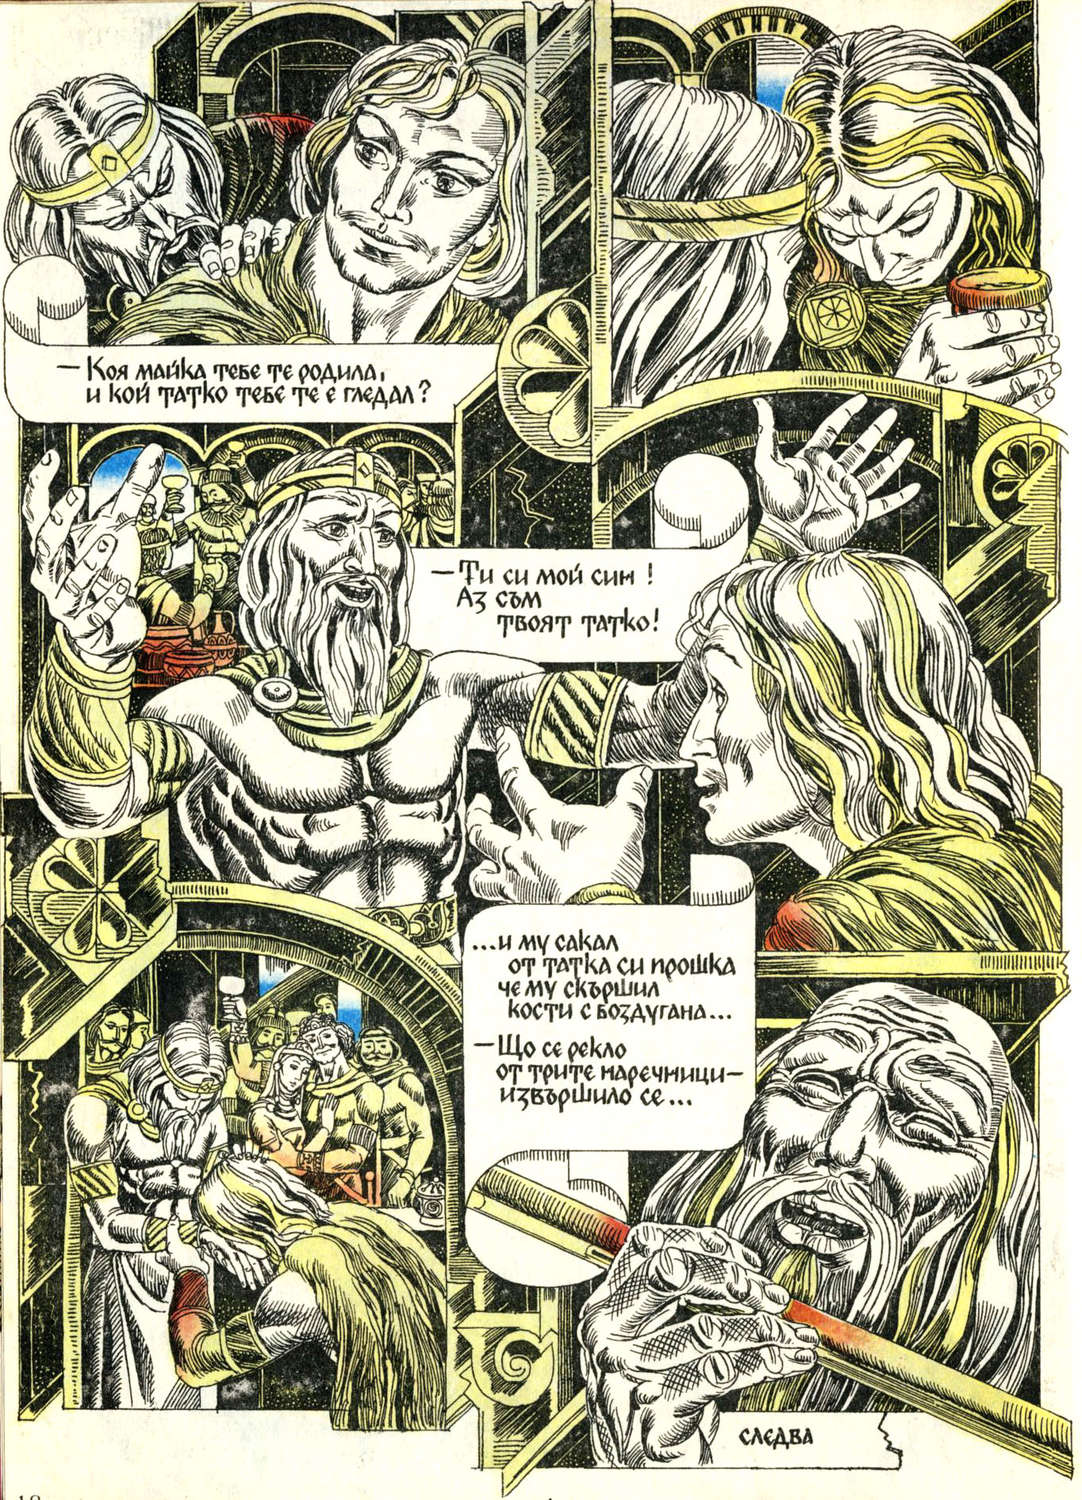 — Коя майка тебе те родила,
и кой татко тебе те е гледал?
— Ти си мой син!
Аз съм
твоят татко!
...и му сакал
от татка си прошка
че му скършил
кости с боздугана...
— Що се рекло
от трите наречници —
извършило се...
СЛЕДВА